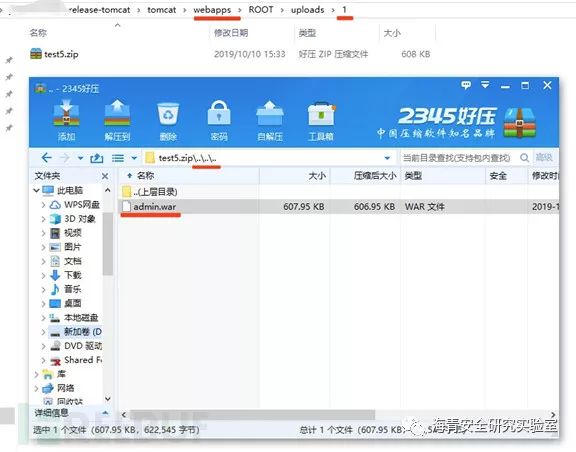 release-tomcat › tomcat › webapps › ROOT › uploads › 1
名称 修改日期 类型 大小
test5.zip 2019/10/10 15:33 好压 ZIP 压缩文件 608 KB
.. - 2345好压
添加 解压到 删除 密码 自解压 工具箱
2345好压
中国压缩软件知名品牌
test5.zip\..\..\.. 当前目录查找(支持包内查找) 高级
文件夹 名称 大小 压缩后大小 类型 安全 修改时
此电脑
..(上层目录)
WPS网盘
admin.war 607.95 KB 606.95 KB WAR 文件 2019-1
3D 对象
视频
图片
文档
下载
音乐
桌面
本地磁盘
新加卷 (D
DVD 驱动
Shared Fo
库
网络
回收站
详细信息
选中 1 个文件（607.95 KB，622,545 字节） 总计 1 个文件（607.95 KB
海青安全研究实验室